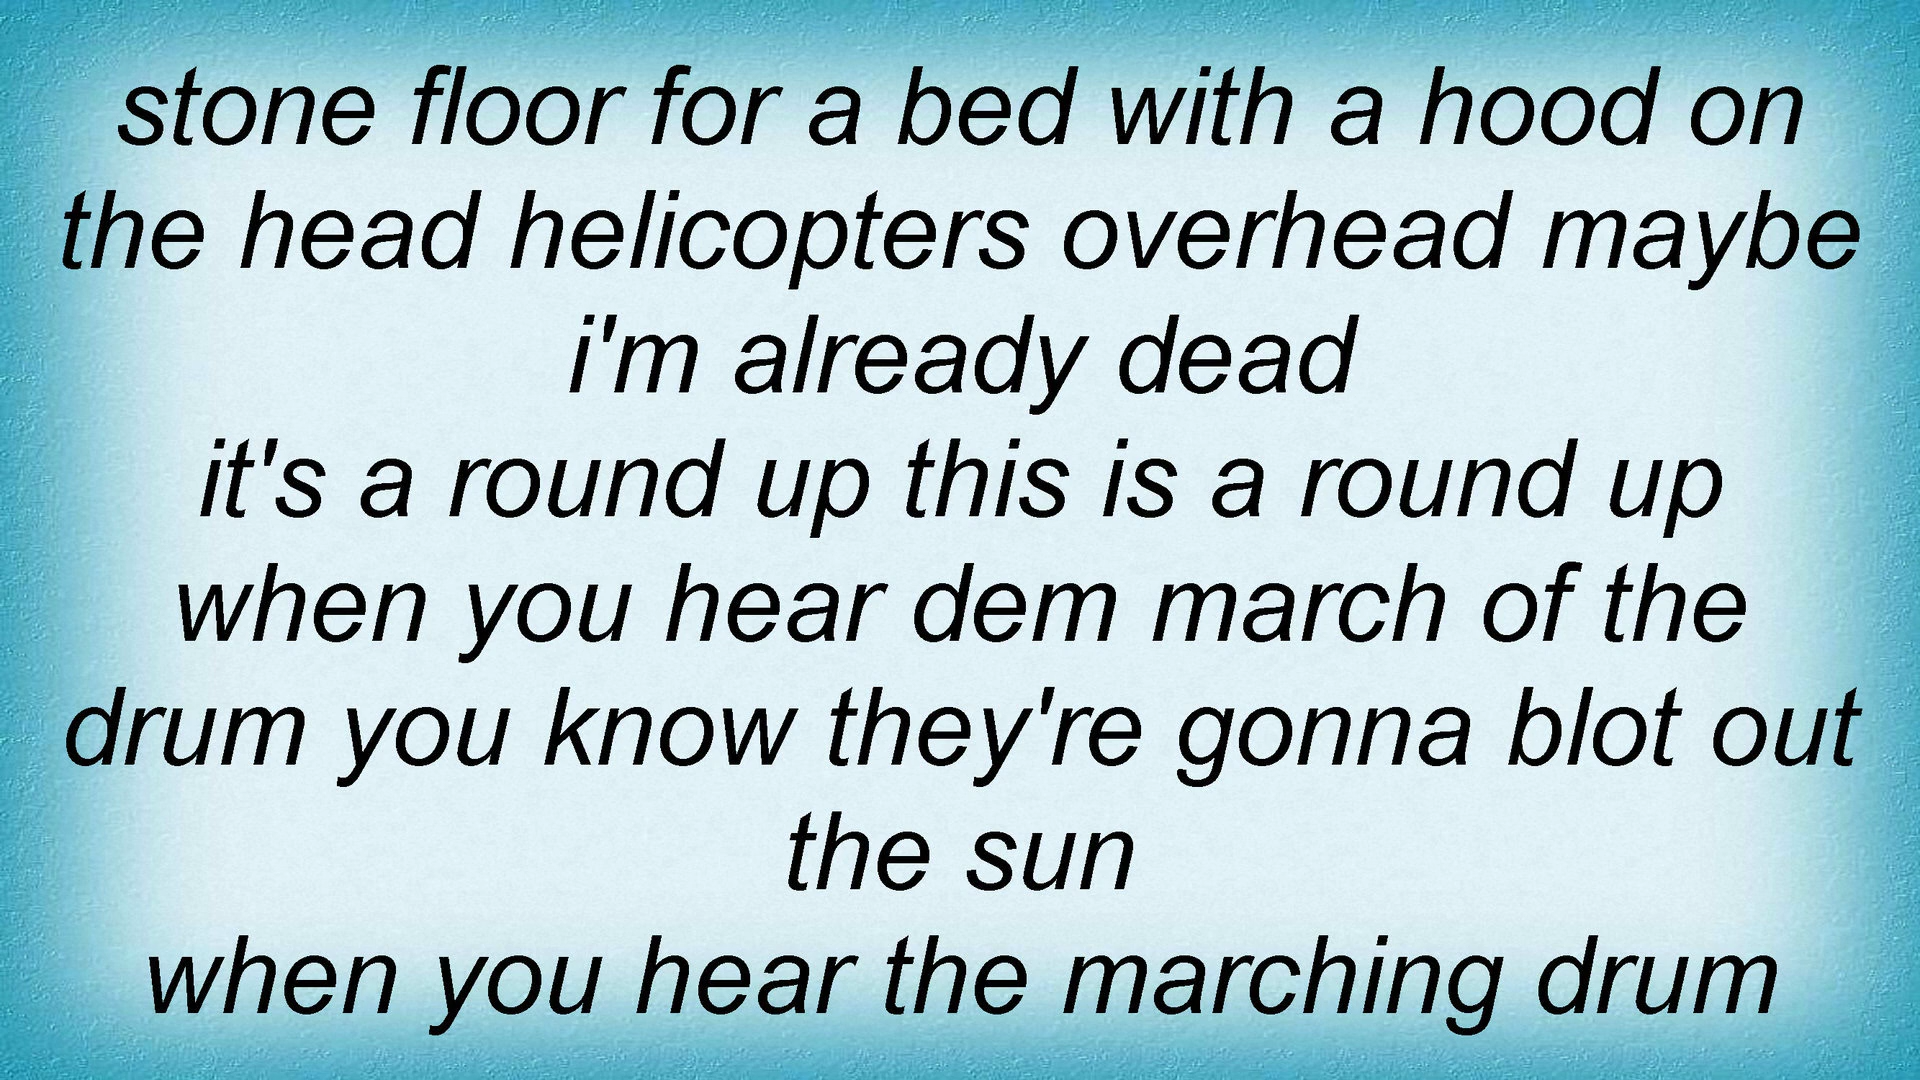 stone floor for a bed with a hood on
the head helicopters overhead maybe
i'm already dead
it's a round up this is a round up
when you hear dem march of the
drum you know they're gonna blot out
the sun
when you hear the marching drum